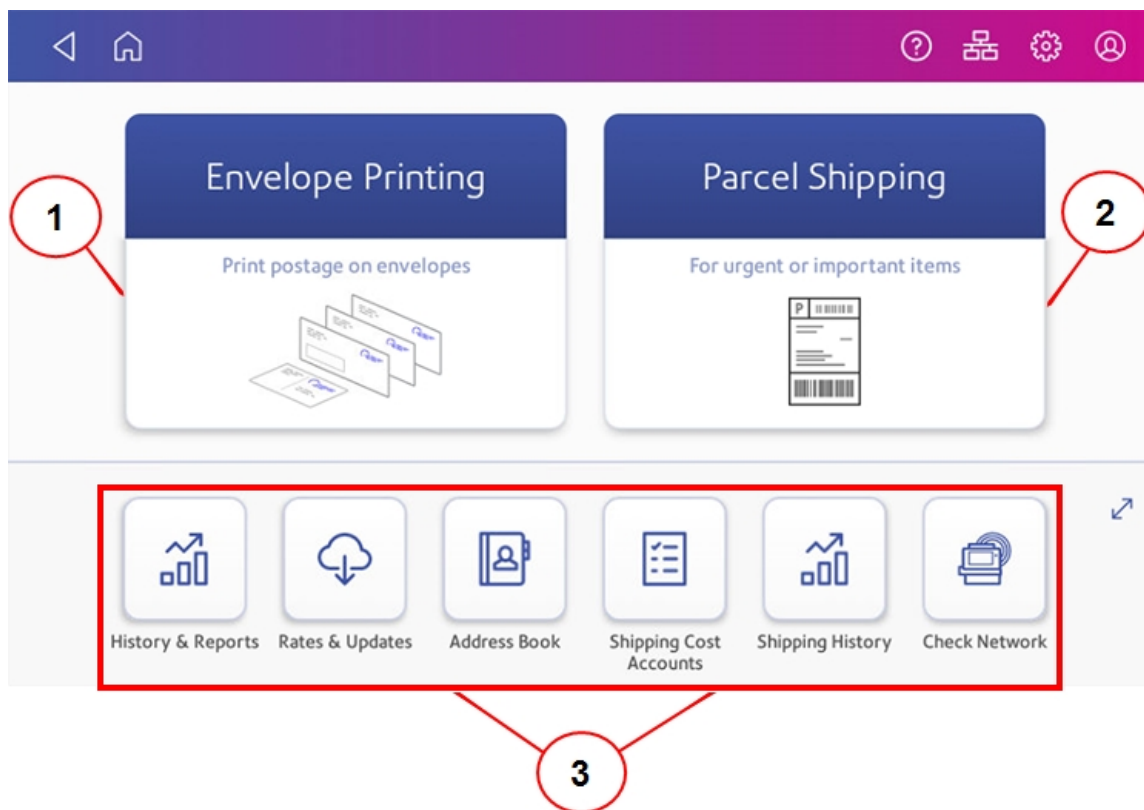 Envelope Printing
Parcel Shipping
1
2
Print postage on envelopes
For urgent or important items
P
History & Reports
Rates & Updates
Address Book
Shipping Cost
Accounts
Shipping History
Check Network
3